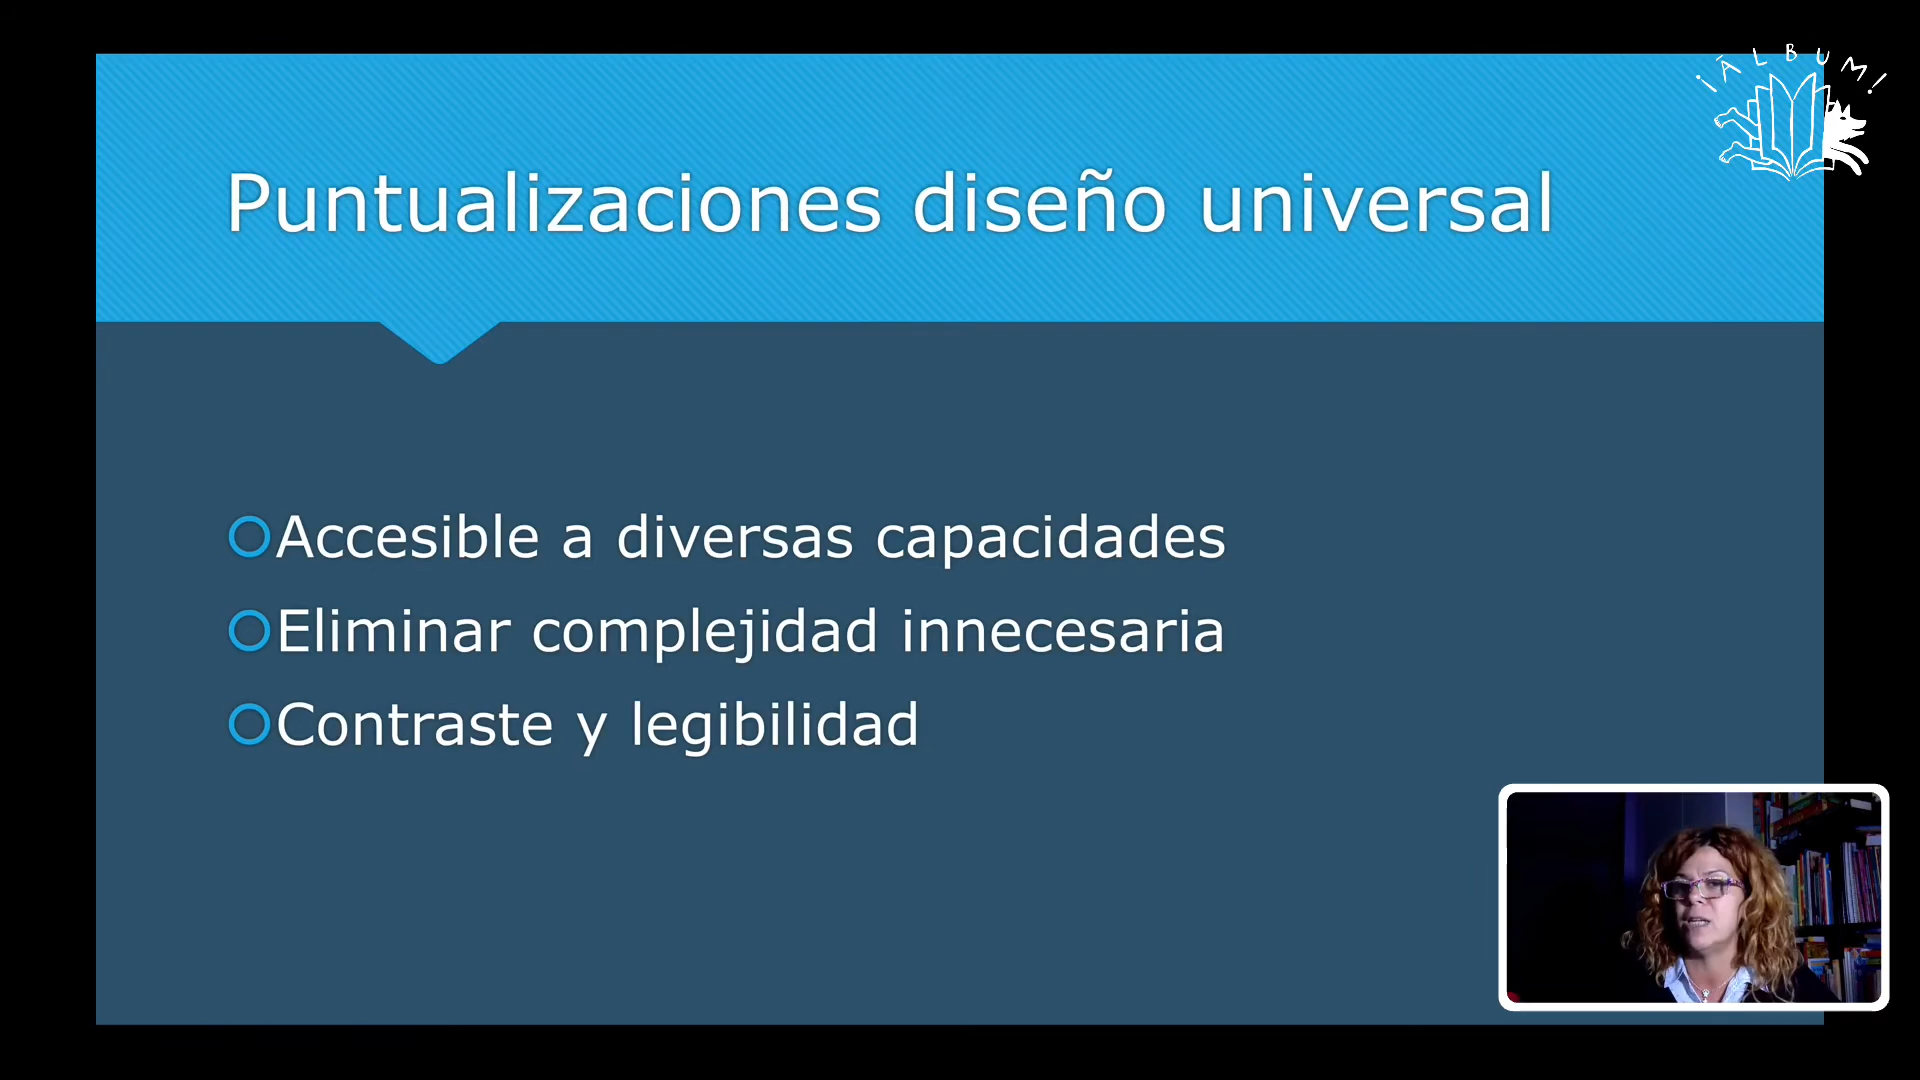 ¡ÁLBUM!
Puntualizaciones diseño universal
Accesible a diversas capacidades
Eliminar complejidad innecesaria
Contraste y legibilidad